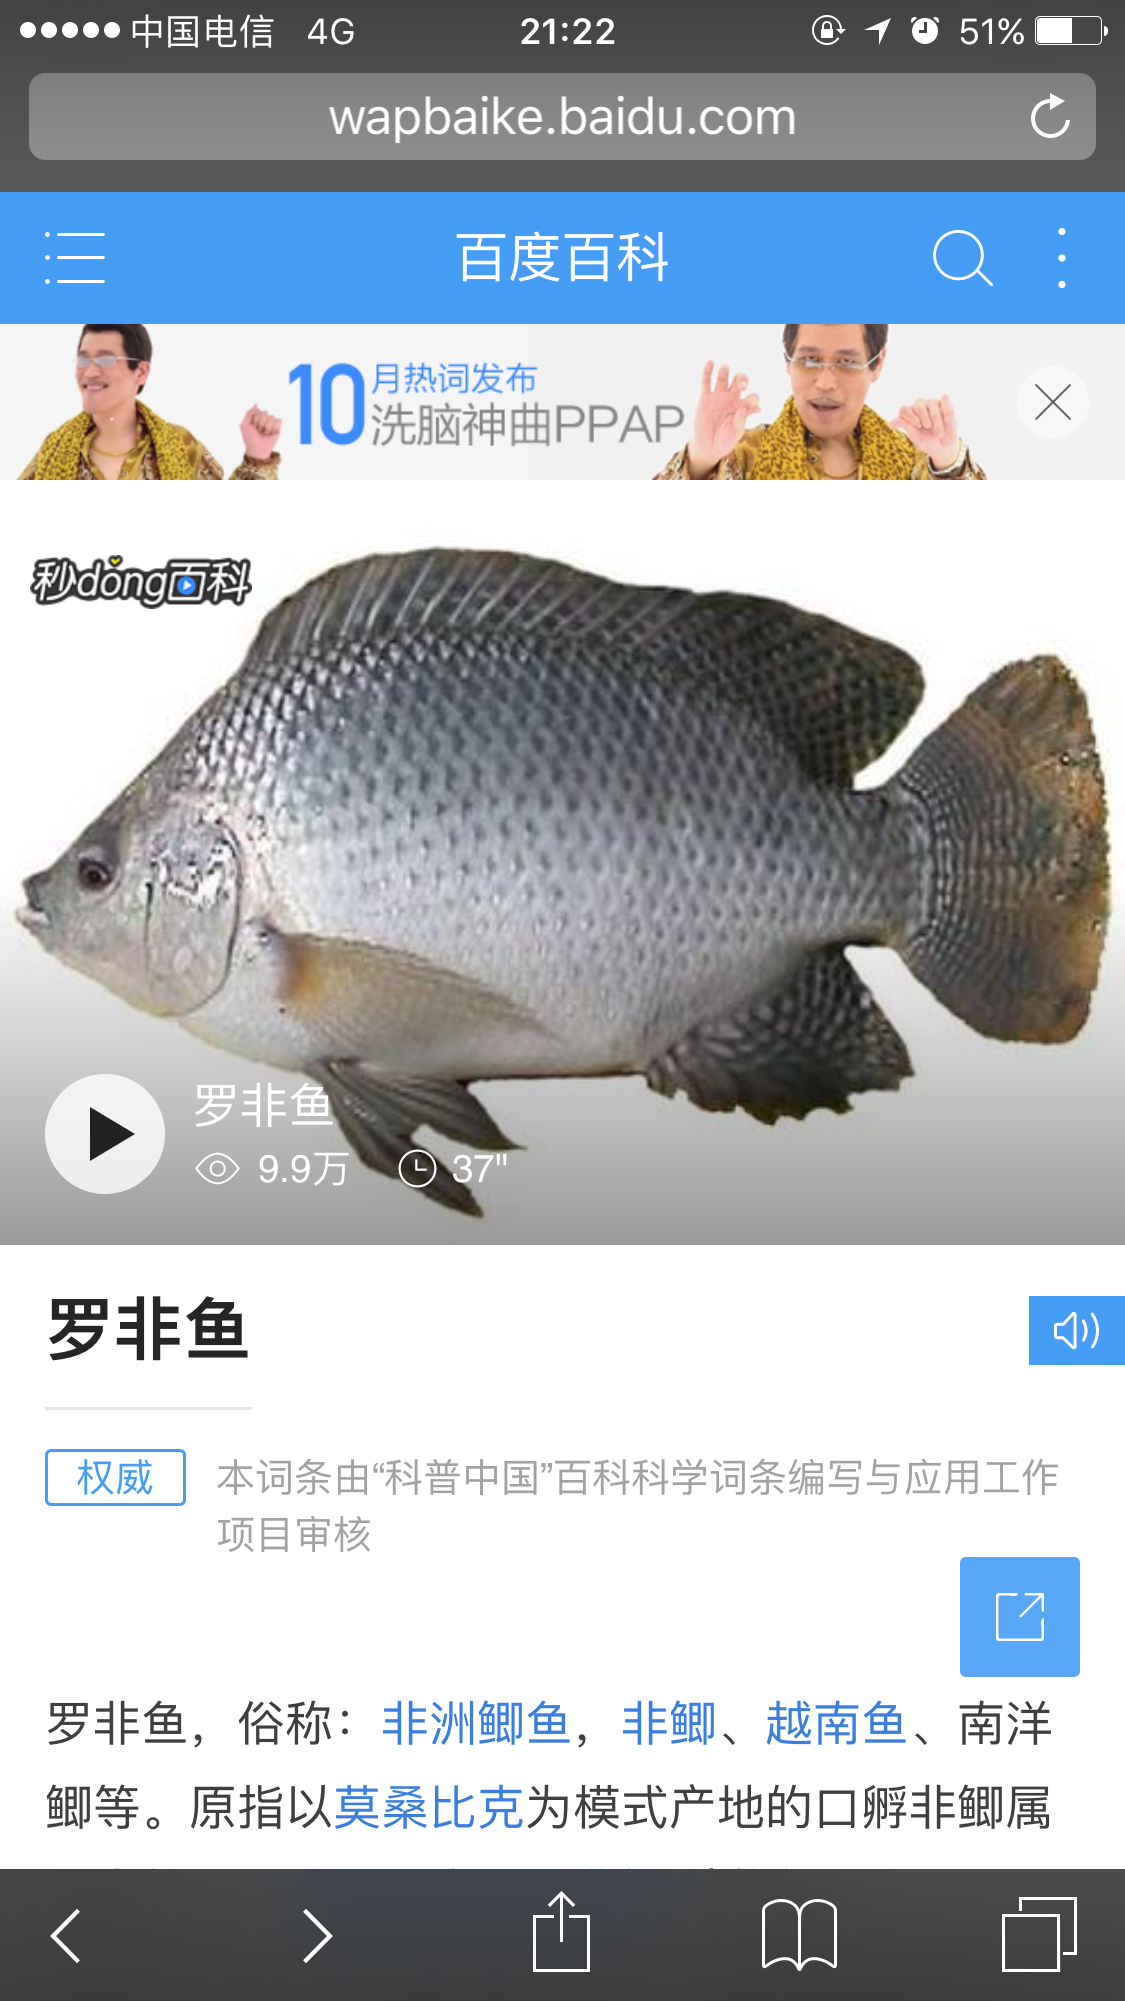 中国电信 4G 21:22 51%
wapbaike.baidu.com
百度百科
10月热词发布
洗脑神曲PPAP
秒dǒng百科
罗非鱼
9.9万 37"
罗非鱼
权威 本词条由“科普中国”百科科学词条编写与应用工作
项目审核
罗非鱼，俗称：非洲鲫鱼，非鲫、越南鱼、南洋
鲫等。原指以莫桑比克为模式产地的口孵非鲫属